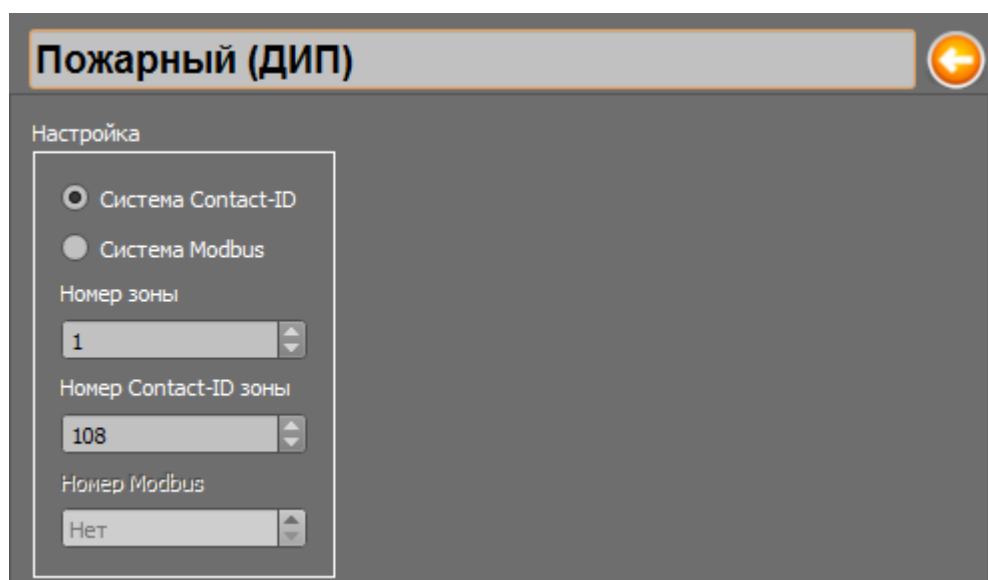 Пожарный (ДИП)
Настройка
Система Contact-ID
Система Modbus
Номер зоны
1
Номер Contact-ID зоны
108
Номер Modbus
Нет